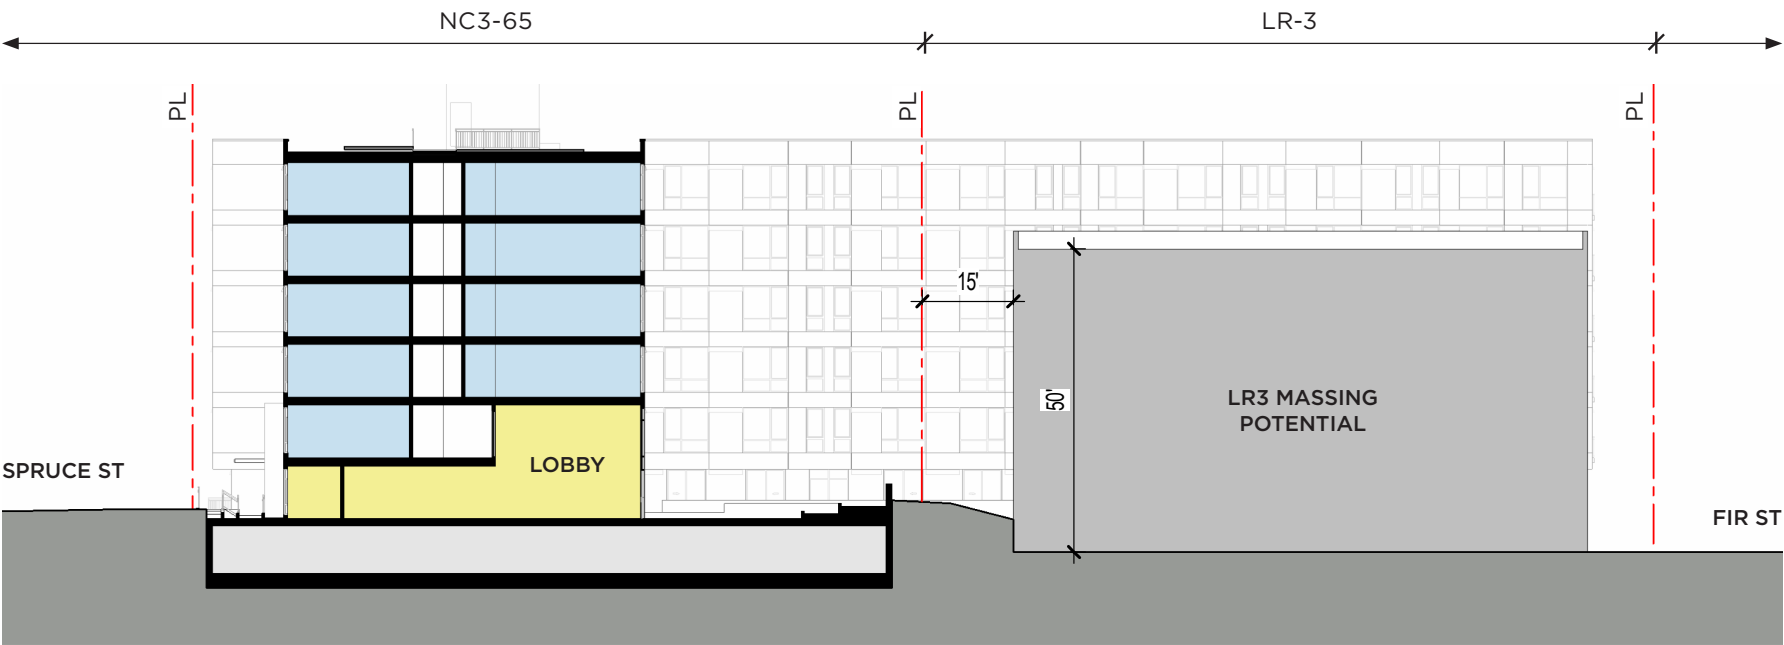 NC3-65
LR-3
PL
PL
PL
15'
50'
LR3 MASSING
POTENTIAL
LOBBY
SPRUCE ST
FIR ST